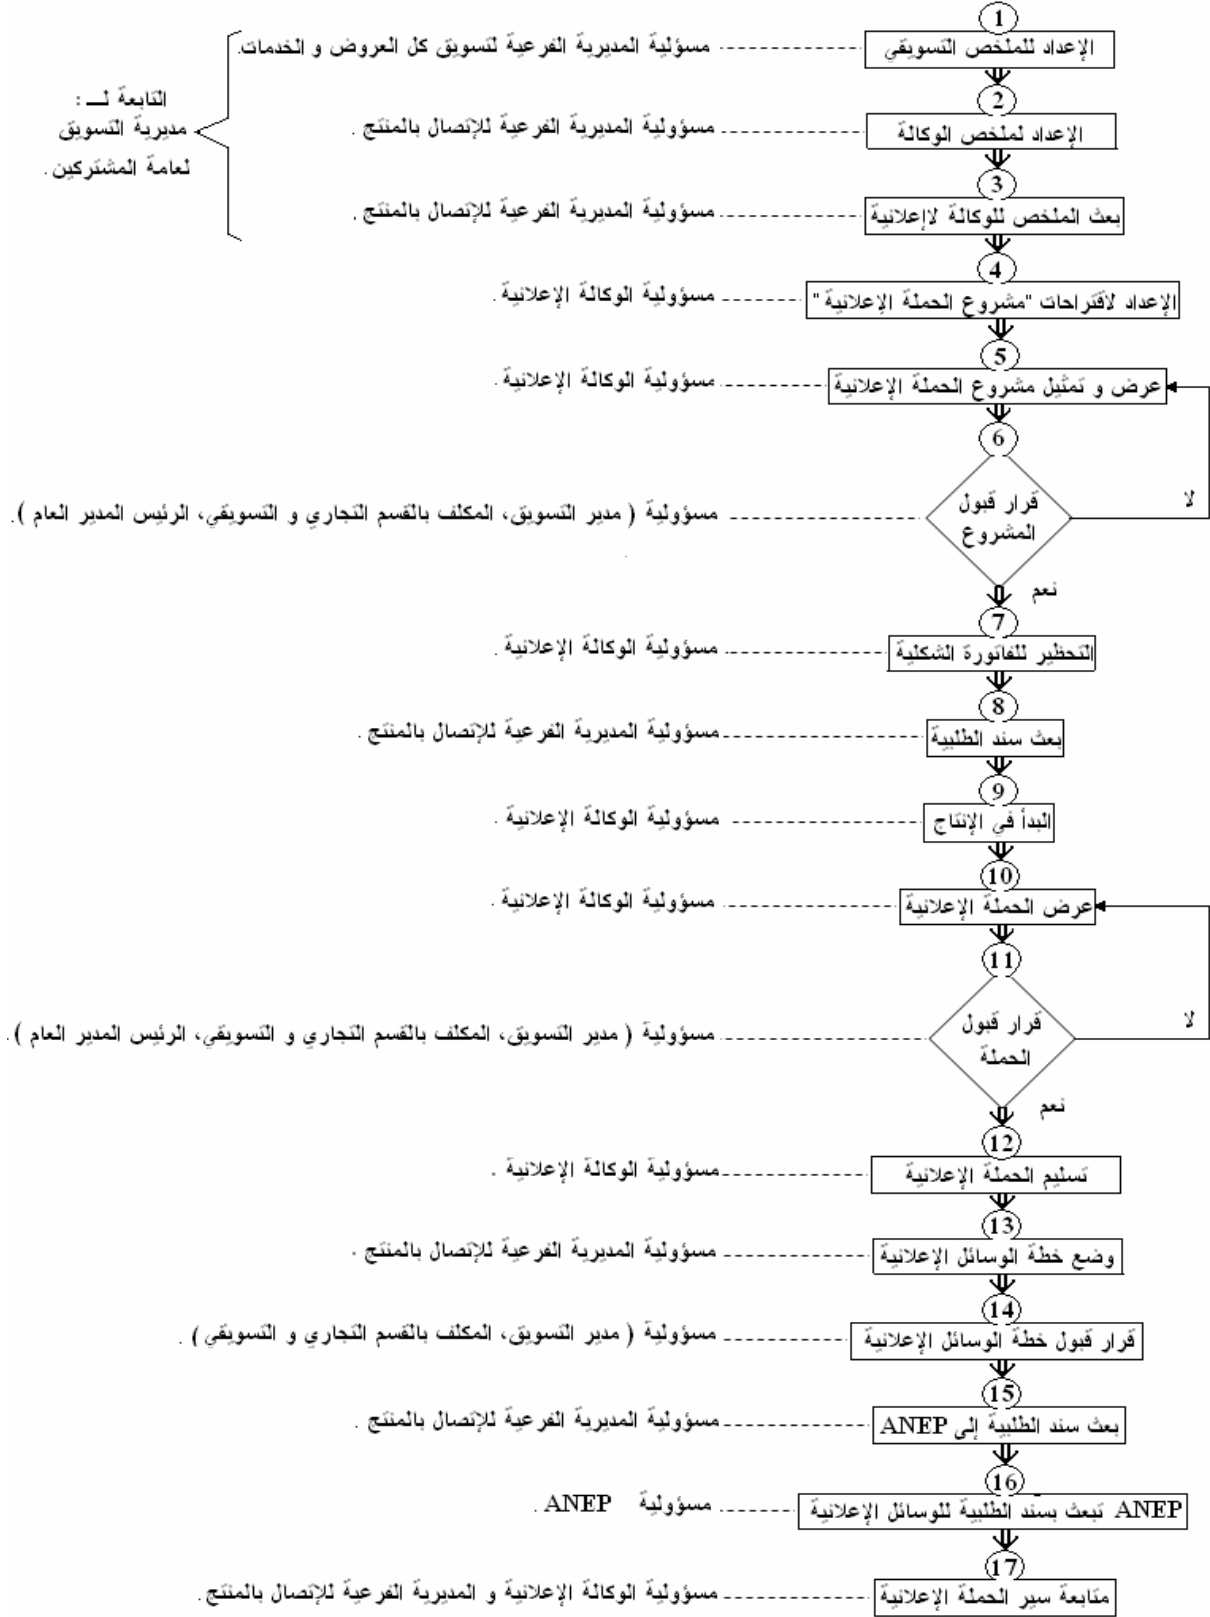 1
الإعداد للملخص التسويقي
مسؤولية المديرية الفرعية لتسويق كل العروض و الخدمات.
التابعة لـــ :
مديرية التسويق
لعامة المشتركين .
2
الإعداد لملخص الوكالة
مسؤولية المديرية الفرعية للإتصال بالمنتج .
3
بعث الملخص للوكالة لاإعلانية
مسؤولية المديرية الفرعية للإتصال بالمنتج .
4
الإعداد لاقتراحات "مشروع الحملة الإعلانية "
مسؤولية الوكالة الإعلانية .
5
عرض و تمثيل مشروع الحملة الإعلانية
مسؤولية الوكالة الإعلانية .
6
قرار قبول
المشروع
لا
مسؤولية ( مدير التسويق، المكلف بالقسم التجاري و التسويقي، الرئيس المدير العام ).
نعم
7
التحظير للفاتورة الشكلية
مسؤولية الوكالة الإعلانية .
8
بعث سند الطلبية
مسؤولية المديرية الفرعية للإتصال بالمنتج .
9
البدأ في الإنتاج
مسؤولية الوكالة الإعلانية .
10
عرض الحملة الإعلانية
مسؤولية الوكالة الإعلانية .
11
قرار قبول
الحملة
لا
مسؤولية ( مدير التسويق، المكلف بالقسم التجاري و التسويقي، الرئيس المدير العام ).
نعم
12
تسليم الحملة الإعلانية
مسؤولية الوكالة الإعلانية .
13
وضع خطة الوسائل الإعلانية
مسؤولية المديرية الفرعية للإتصال بالمنتج .
14
قرار قبول خطة الوسائل الإعلانية
مسؤولية ( مدير التسويق، المكلف بالقسم التجاري و التسويقي ) .
15
بعث سند الطلبية إلى ANEP
مسؤولية المديرية الفرعية للإتصال بالمنتج .
16
ANEP تبعث بسند الطلبية للوسائل الإعلانية
مسؤولية ANEP .
17
متابعة سير الحملة الإعلانية
مسؤولية الوكالة الإعلانية و المديرية الفرعية للإتصال بالمنتج.